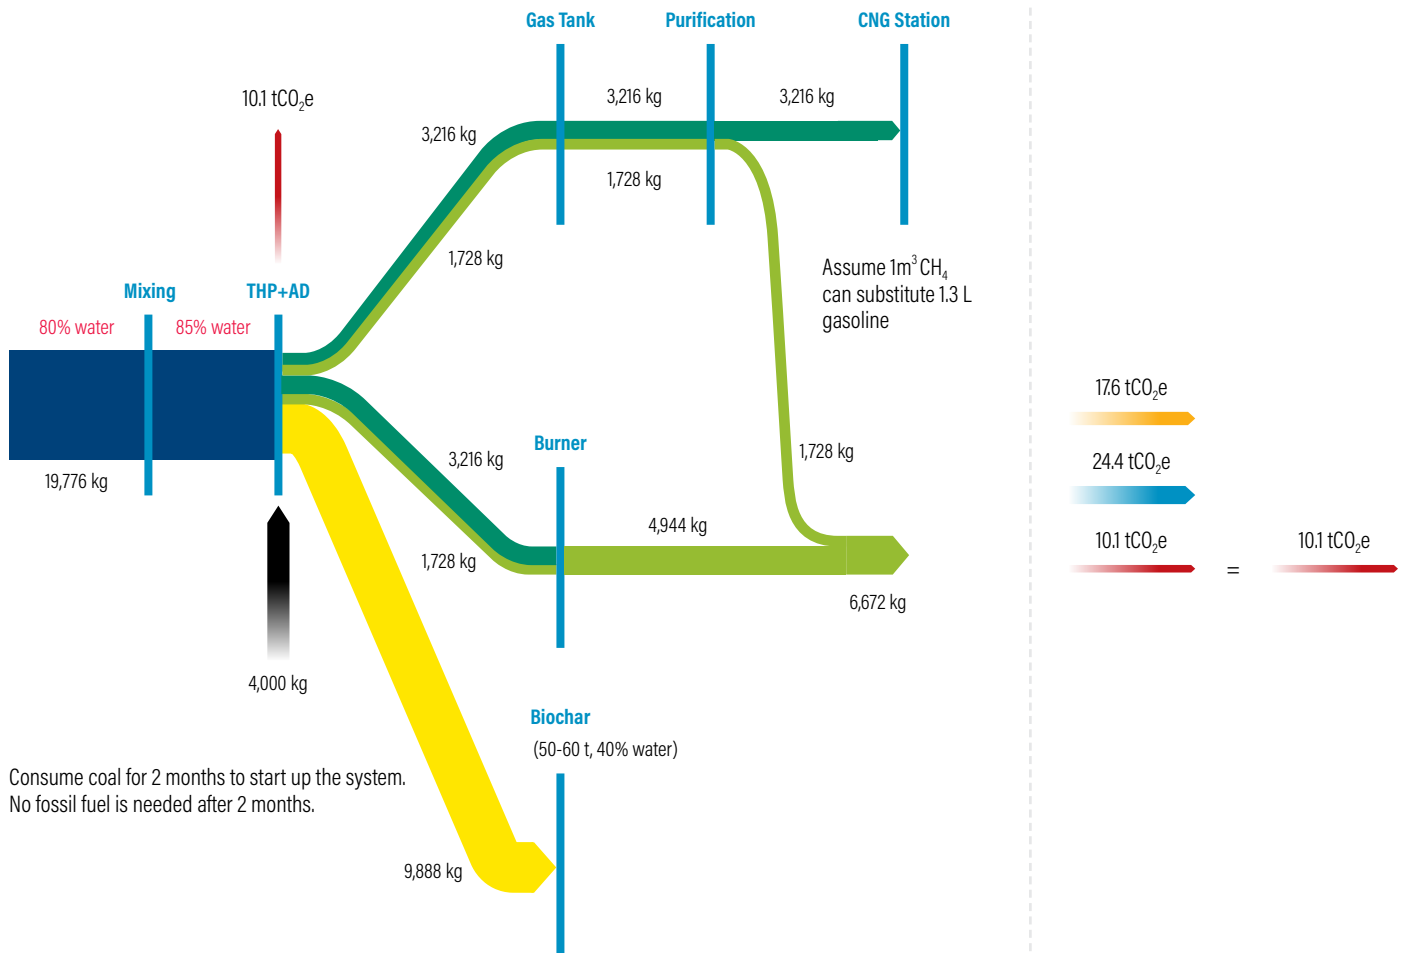 Gas Tank
Purification
CNG Station
10.1 tCO₂e
3,216 kg
3,216 kg
3,216 kg
1,728 kg
1,728 kg
Assume 1m³ CH₄
can substitute 1.3 L
gasoline
Mixing
THP+AD
80% water
85% water
19,776 kg
17.6 tCO₂e
24.4 tCO₂e
10.1 tCO₂e
=
10.1 tCO₂e
Burner
3,216 kg
1,728 kg
1,728 kg
4,944 kg
6,672 kg
4,000 kg
Biochar
(50-60 t, 40% water)
Consume coal for 2 months to start up the system.
No fossil fuel is needed after 2 months.
9,888 kg